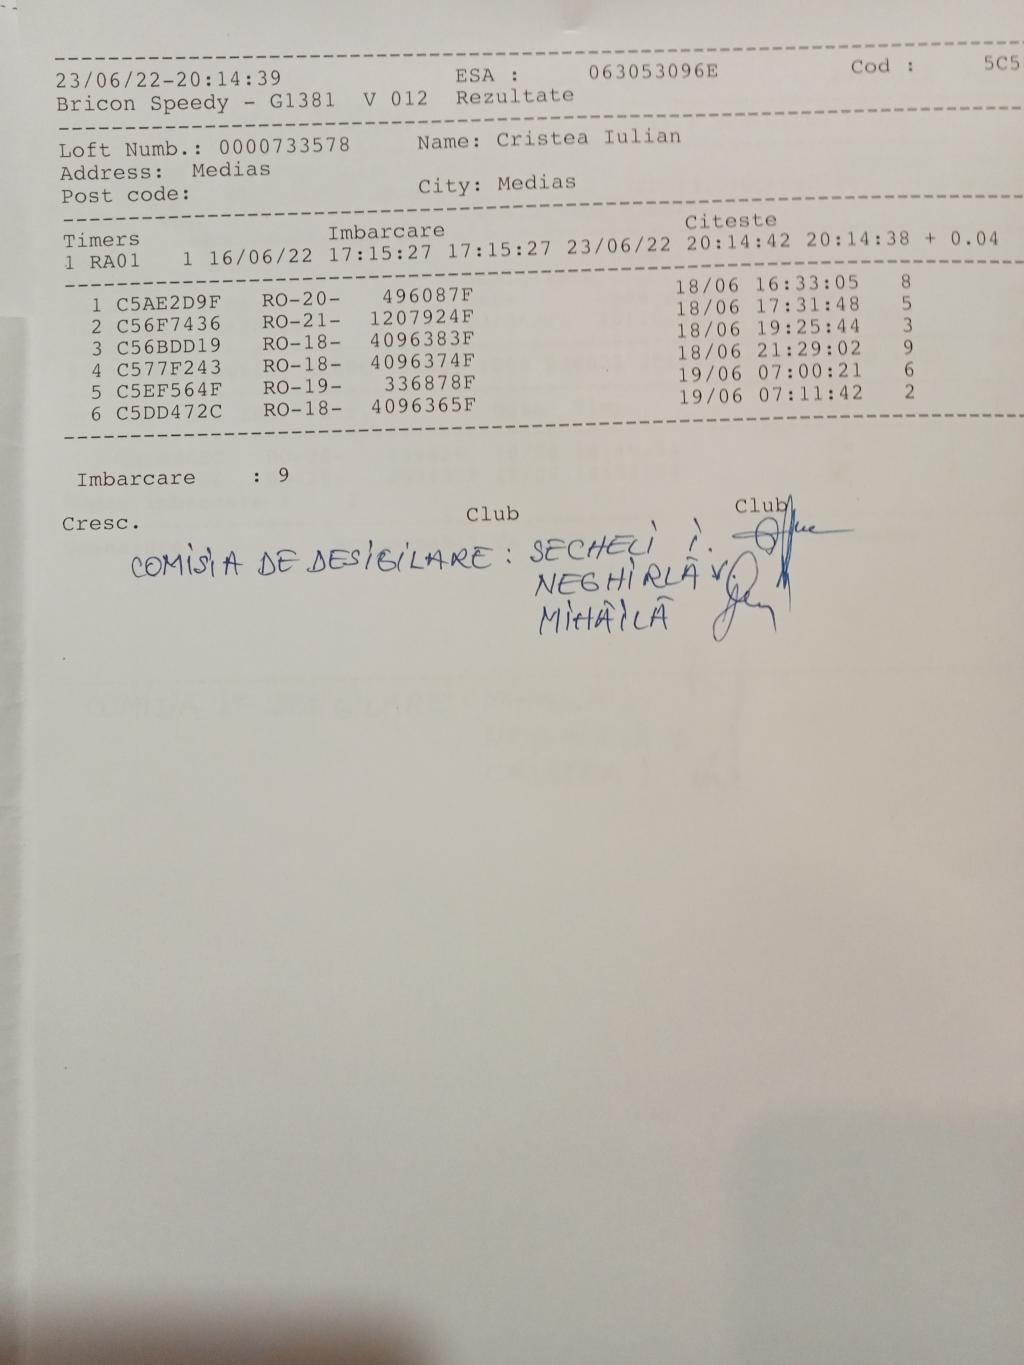 23/06/22-20:14:39 ESA : 063053096E Cod : 5C5
Bricon Speedy - G1381 V 012 Rezultate
Loft Numb.: 0000733578 Name: Cristea Iulian
Address: Medias
Post code: City: Medias
Timers Imbarcare Citeste
1 RA01 1 16/06/22 17:15:27 17:15:27 23/06/22 20:14:42 20:14:38 + 0.04
1 C5AE2D9F RO-20- 496087F 18/06 16:33:05 8
2 C56F7436 RO-21- 1207924F 18/06 17:31:48 5
3 C56BDD19 RO-18- 4096383F 18/06 19:25:44 3
4 C577F243 RO-18- 4096374F 18/06 21:29:02 9
5 C5EF564F RO-19- 336878F 19/06 07:00:21 6
6 C5DD472C RO-18- 4096365F 19/06 07:11:42 2
Imbarcare : 9
Cresc. Club Club
COMISIA DE DESIGILARE : SECHELI I.
NEGHIRLĂ V.
MIHĂILĂ